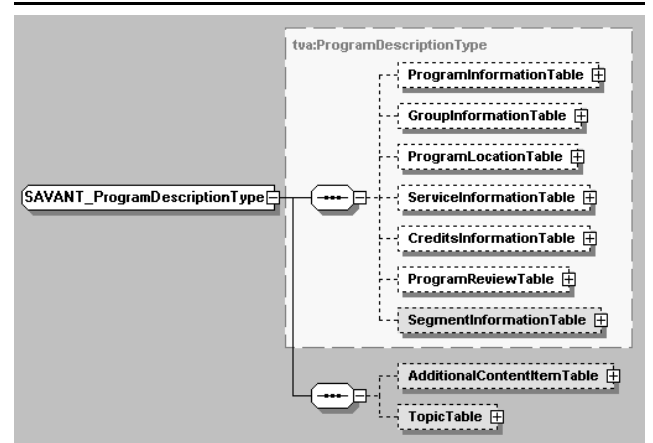 tva:ProgramDescriptionType
ProgramInformationTable
GroupInformationTable
ProgramLocationTable
SAVANT_ProgramDescriptionType
ServiceInformationTable
CreditsInformationTable
ProgramReviewTable
SegmentInformationTable
AdditionalContentItemTable
TopicTable